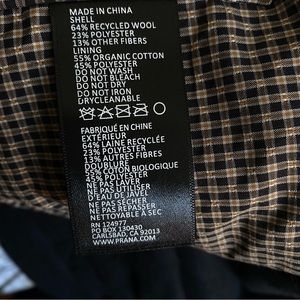 MADE IN CHINA
SHELL
64% RECYCLED WOOL
23% POLYESTER
13% OTHER FIBERS
LINING
55% ORGANIC COTTON
45% POLYESTER
DO NOT WASH
DO NOT BLEACH
DO NOT DRY
DO NOT IRON
DRYCLEANABLE
FABRIQUÉ EN CHINE
EXTÉRIEUR
64% LAINE RECYCLÉE
23% POLYESTER
13% AUTRES FIBRES
DOUBLURE
55% COTON BIOLOGIQUE
45% POLYESTER
NE PAS LAVER
NE PAS UTILISER
D'EAU DE JAVEL
NE PAS SÉCHER
NE PAS REPASSER
NETTOYABLE À SEC
RN 124977
PO BOX 130430
CARLSBAD, CA 92013
WWW.PRANA.COM